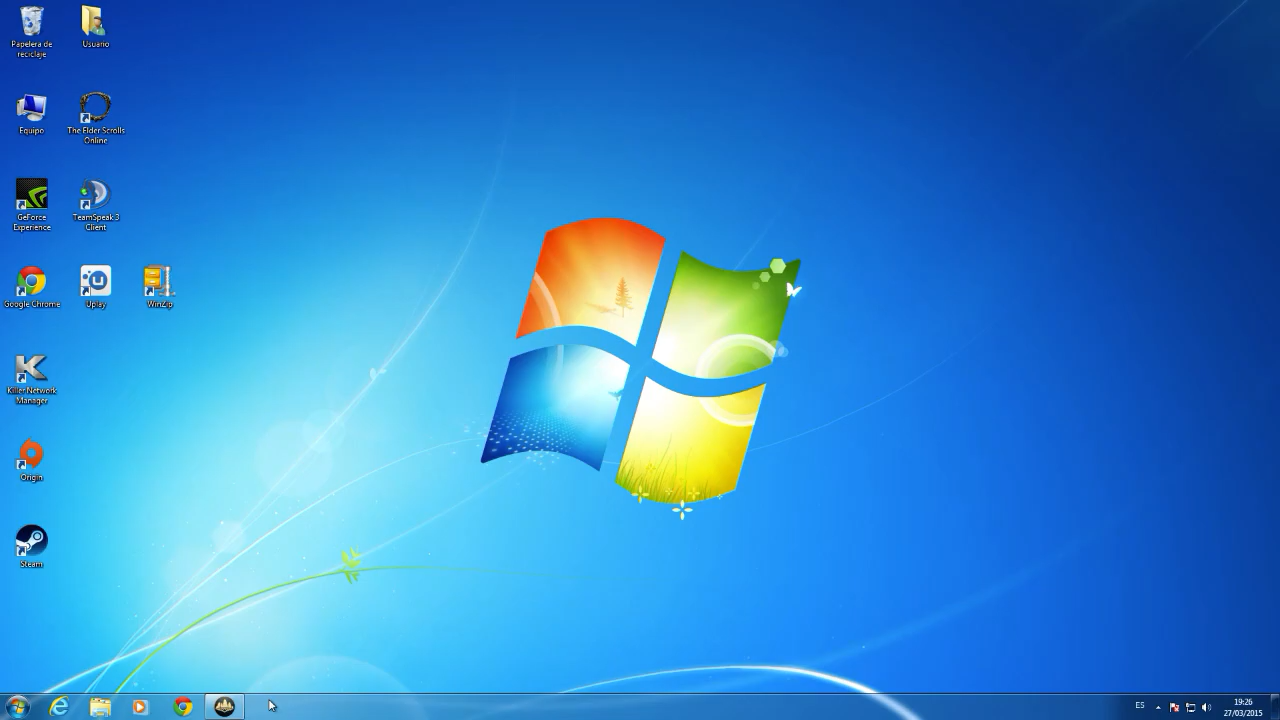 Papelera de
reciclaje
Usuario
Equipo
The Elder Scrolls
Online
GeForce
Experience
TeamSpeak 3
Client
Google Chrome
Uplay
WinZip
Killer Network
Manager
Origin
Steam
ES
19:26
27/03/2015